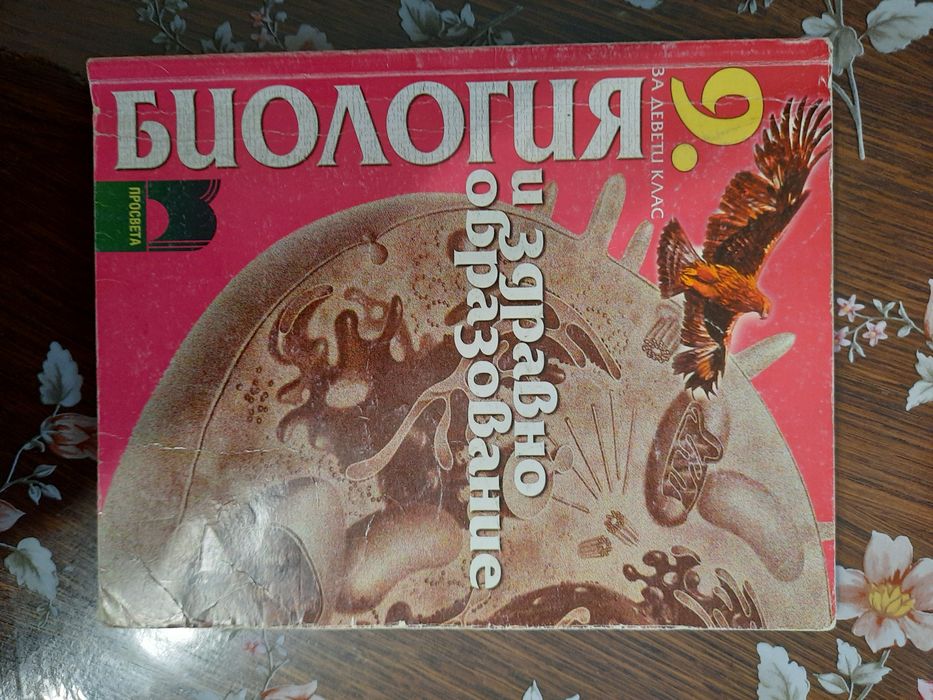 9.
ЗА ДЕВЕТИ КЛАС
БИОЛОГИЯ
и здравно
образование
ПРОСВЕТА